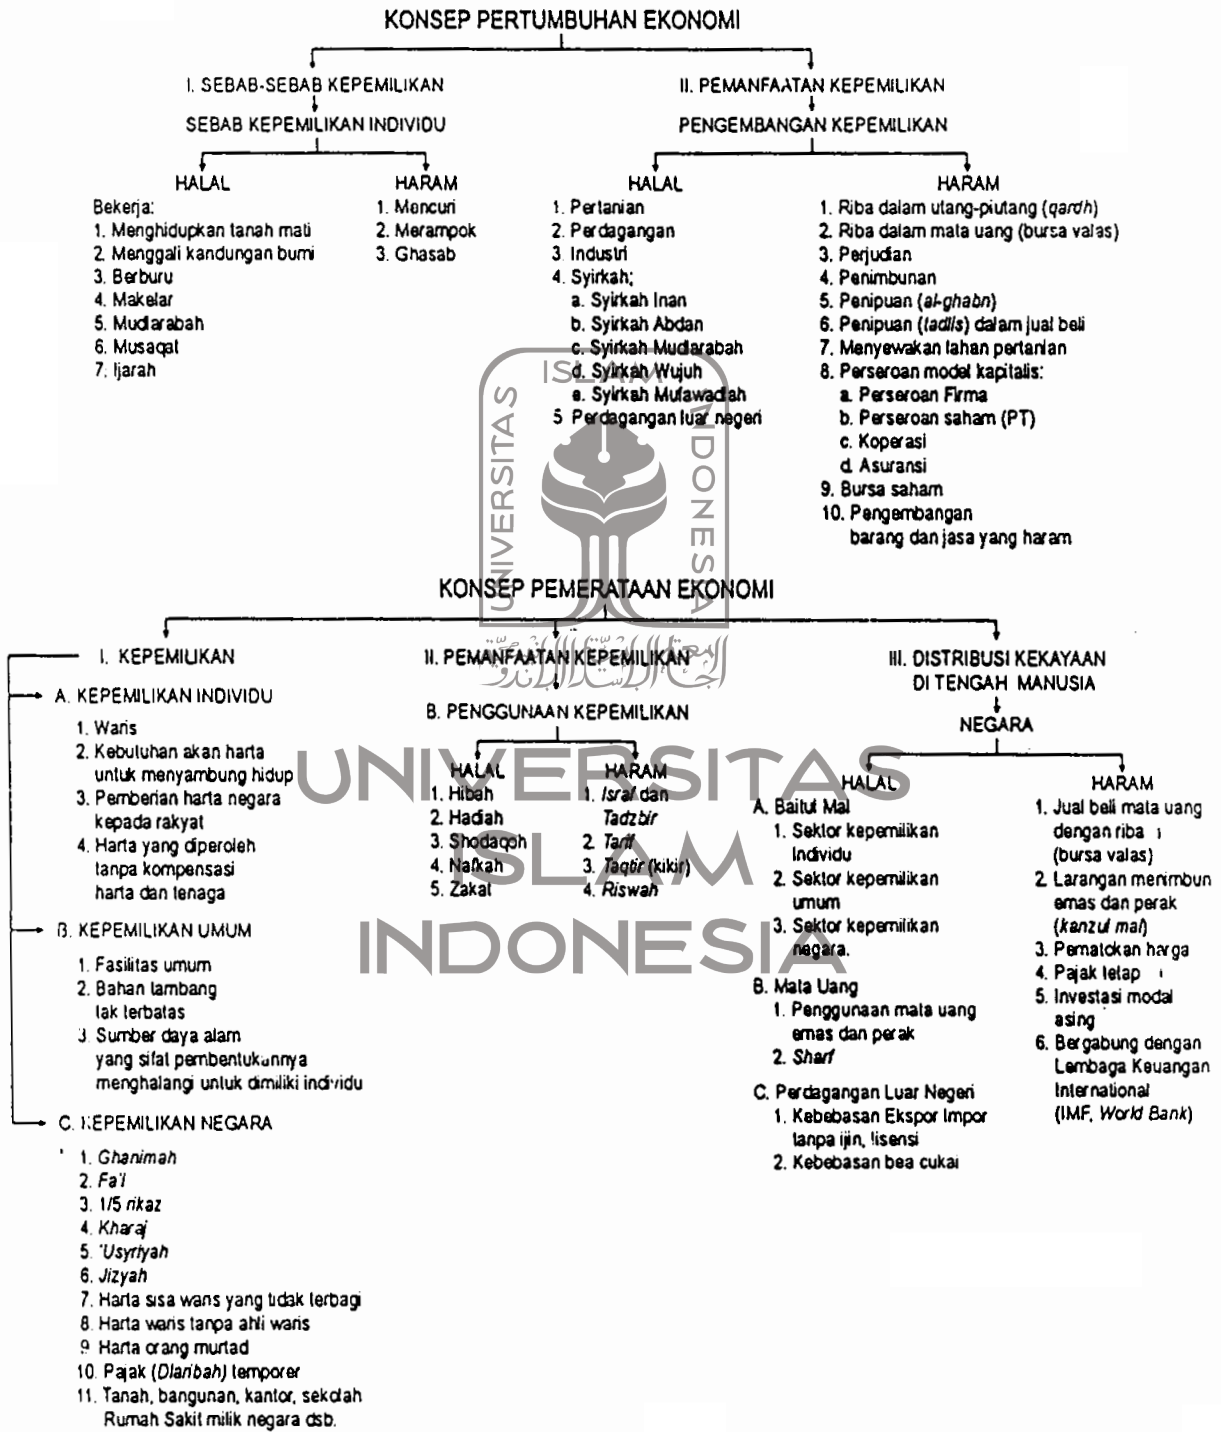 KONSEP PERTUMBUHAN EKONOMI
I. SEBAB-SEBAB KEPEMILIKAN
SEBAB KEPEMILIKAN INDIVIDU
HALAL
Bekerja:
1. Menghidupkan tanah mati
2. Menggali kandungan bumi
3. Berburu
4. Makelar
5. Mudlarabah
6. Musaqat
7. Ijarah
HARAM
1. Mencuri
2. Merampok
3. Ghasab
II. PEMANFAATAN KEPEMILIKAN
PENGEMBANGAN KEPEMILIKAN
HALAL
1. Pertanian
2. Perdagangan
3. Industri
4. Syirkah;
a. Syirkah Inan
b. Syirkah Abdan
c. Syirkah Mudlarabah
d. Syirkah Wujuh
e. Syirkah Mufawadlah
5 Perdagangan luar negeri
HARAM
1. Riba dalam utang-piutang (qardh)
2. Riba dalam mata uang (bursa valas)
3. Perjudian
4. Penimbunan
5. Penipuan (al-ghabn)
6. Penipuan (tadlis) dalam jual beli
7. Menyewakan lahan pertanian
8. Perseroan model kapitalis:
a. Perseroan Firma
b. Perseroan saham (PT)
c. Koperasi
d. Asuransi
9. Bursa saham
10. Pengembangan
barang dan jasa yang haram
KONSEP PEMERATAAN EKONOMI
I. KEPEMILIKAN
A. KEPEMILIKAN INDIVIDU
1. Waris
2. Kebutuhan akan harta
untuk menyambung hidup
3. Pemberian harta negara
kepada rakyat
4. Harta yang diperoleh
tanpa kompensasi
harta dan tenaga
B. KEPEMILIKAN UMUM
1. Fasilitas umum
2. Bahan tambang
tak terbatas
3. Sumber daya alam
yang sifat pembentukannya
menghalangi untuk dimiliki individu
C. KEPEMILIKAN NEGARA
1. Ghanimah
2. Fa'i
3. 1/5 rikaz
4. Kharaj
5. 'Usyriyah
6. Jizyah
7. Harta sisa waris yang tidak terbagi
8. Harta waris tanpa ahli waris
9. Harta orang murtad
10. Pajak (Dlaribah) temporer
11. Tanah, bangunan, kantor, sekolah
Rumah Sakit milik negara dsb.
II. PEMANFAATAN KEPEMILIKAN
B. PENGGUNAAN KEPEMILIKAN
HALAL
1. Hibah
2. Hadiah
3. Shodaqoh
4. Nafkah
5. Zakat
HARAM
1. Israf dan
Tadzbir
2. Tarif
3. Taqtir (kikir)
4. Riswah
III. DISTRIBUSI KEKAYAAN
DI TENGAH MANUSIA
NEGARA
HALAL
A. Baitul Mal
1. Sektor kepemilikan
Individu
2. Sektor kepemilikan
umum
3. Sektor kepemilikan
negara.
B. Mata Uang
1. Penggunaan mata uang
emas dan perak
2. Sharf
C. Perdagangan Luar Negeri
1. Kebebasan Ekspor Impor
tanpa ijin, lisensi
2. Kebebasan bea cukai
HARAM
1. Jual beli mata uang
dengan riba
(bursa valas)
2. Larangan menimbun
emas dan perak
(kanzul mal)
3. Pematokan harga
4. Pajak tetap
5. Investasi modal
asing
6. Bergabung dengan
Lembaga Keuangan
International
(IMF, World Bank)
ISLAM
UNIVERSITAS
INDONESIA
UNIVERSITAS
ISLAM
INDONESIA